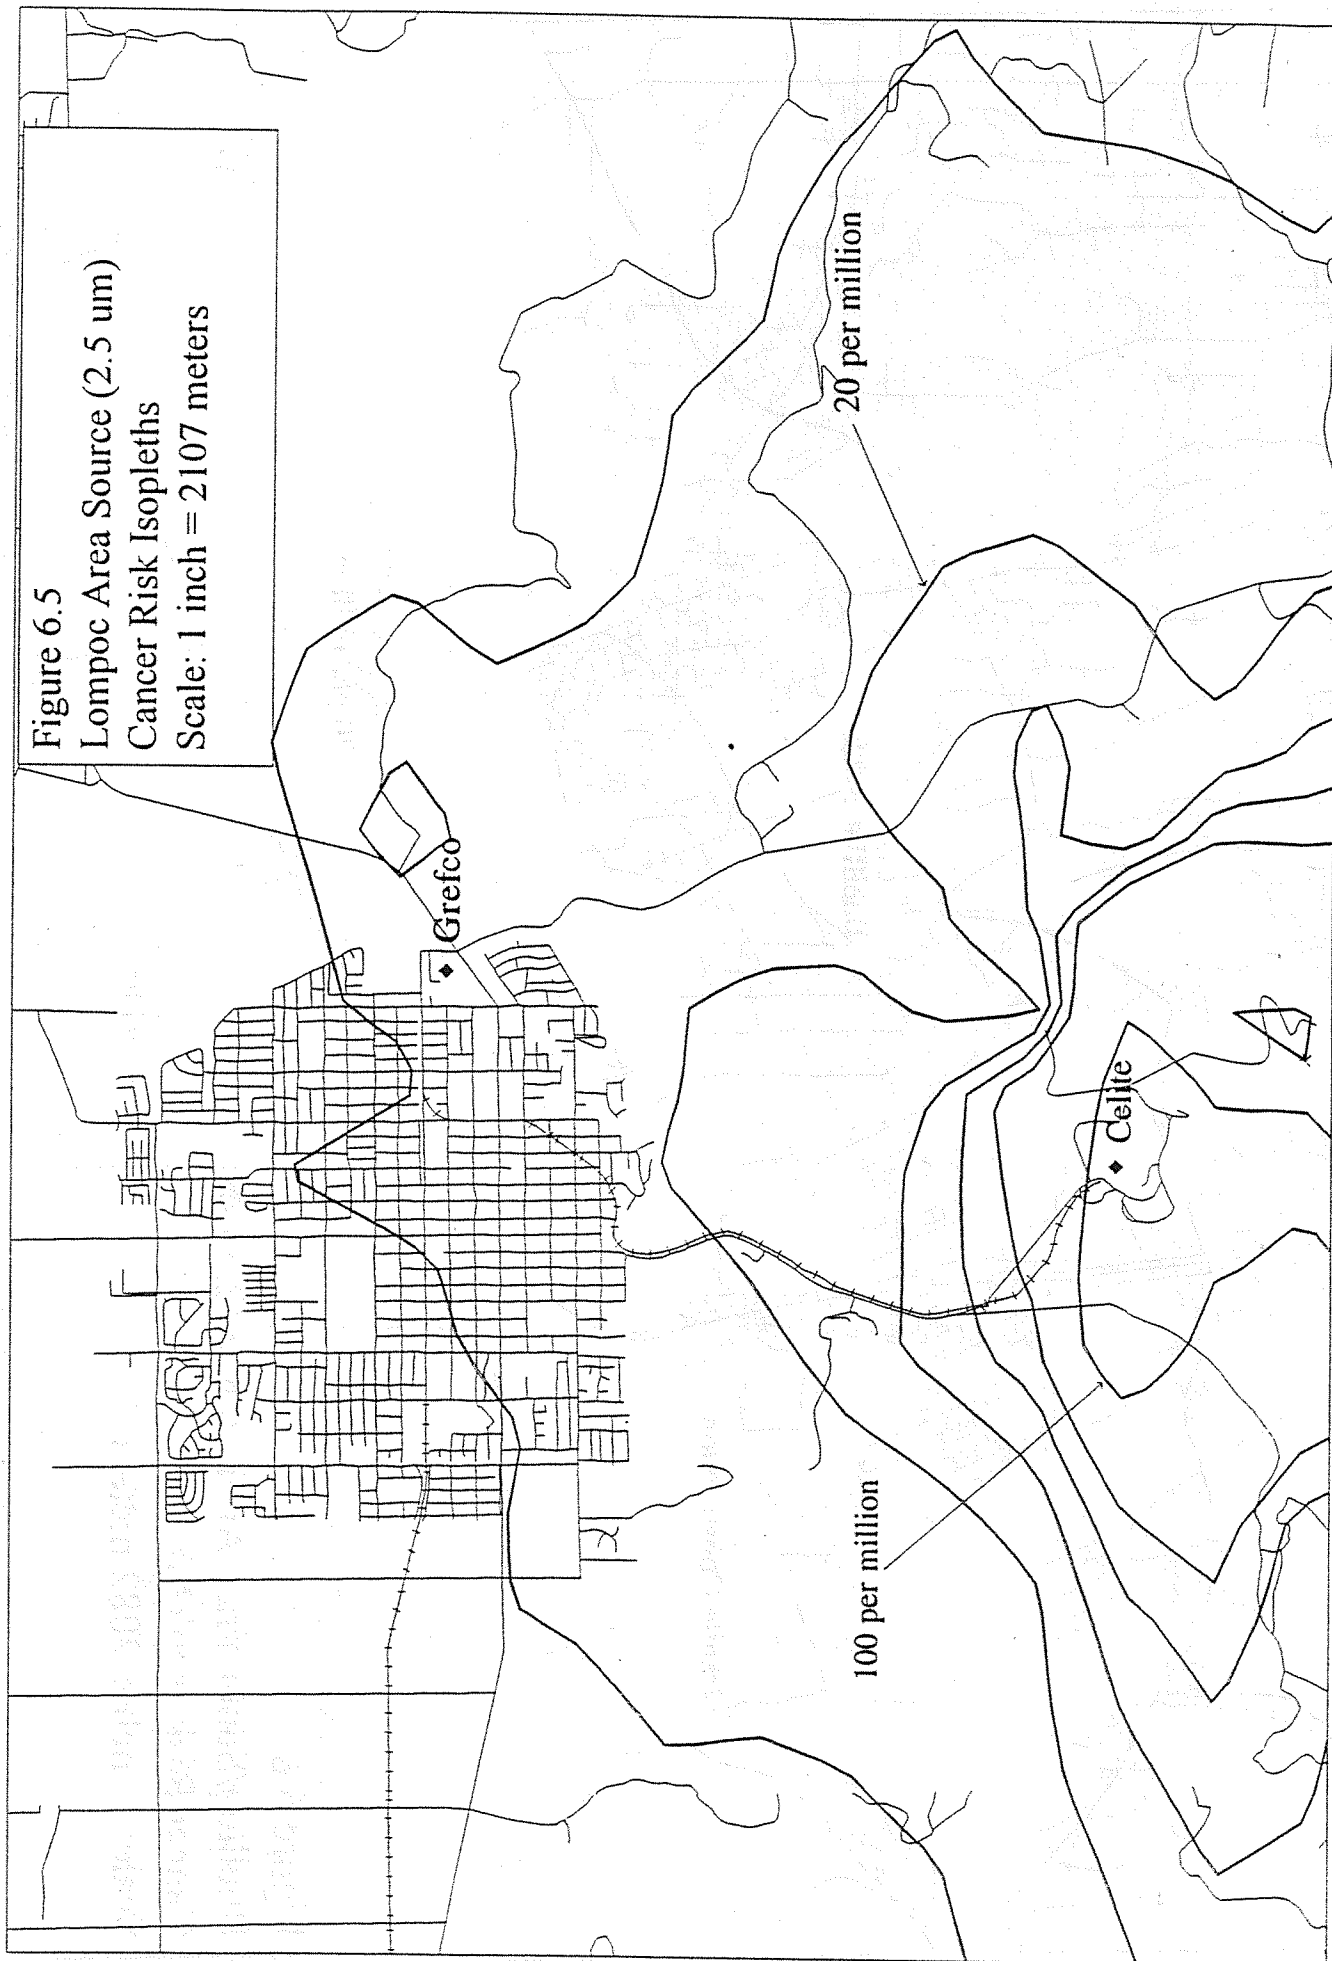 Figure 6.5
Lompoc Area Source (2.5 um)
Cancer Risk Isopleths
Scale: 1 inch = 2107 meters
Grefco
20 per million
Celite
100 per million